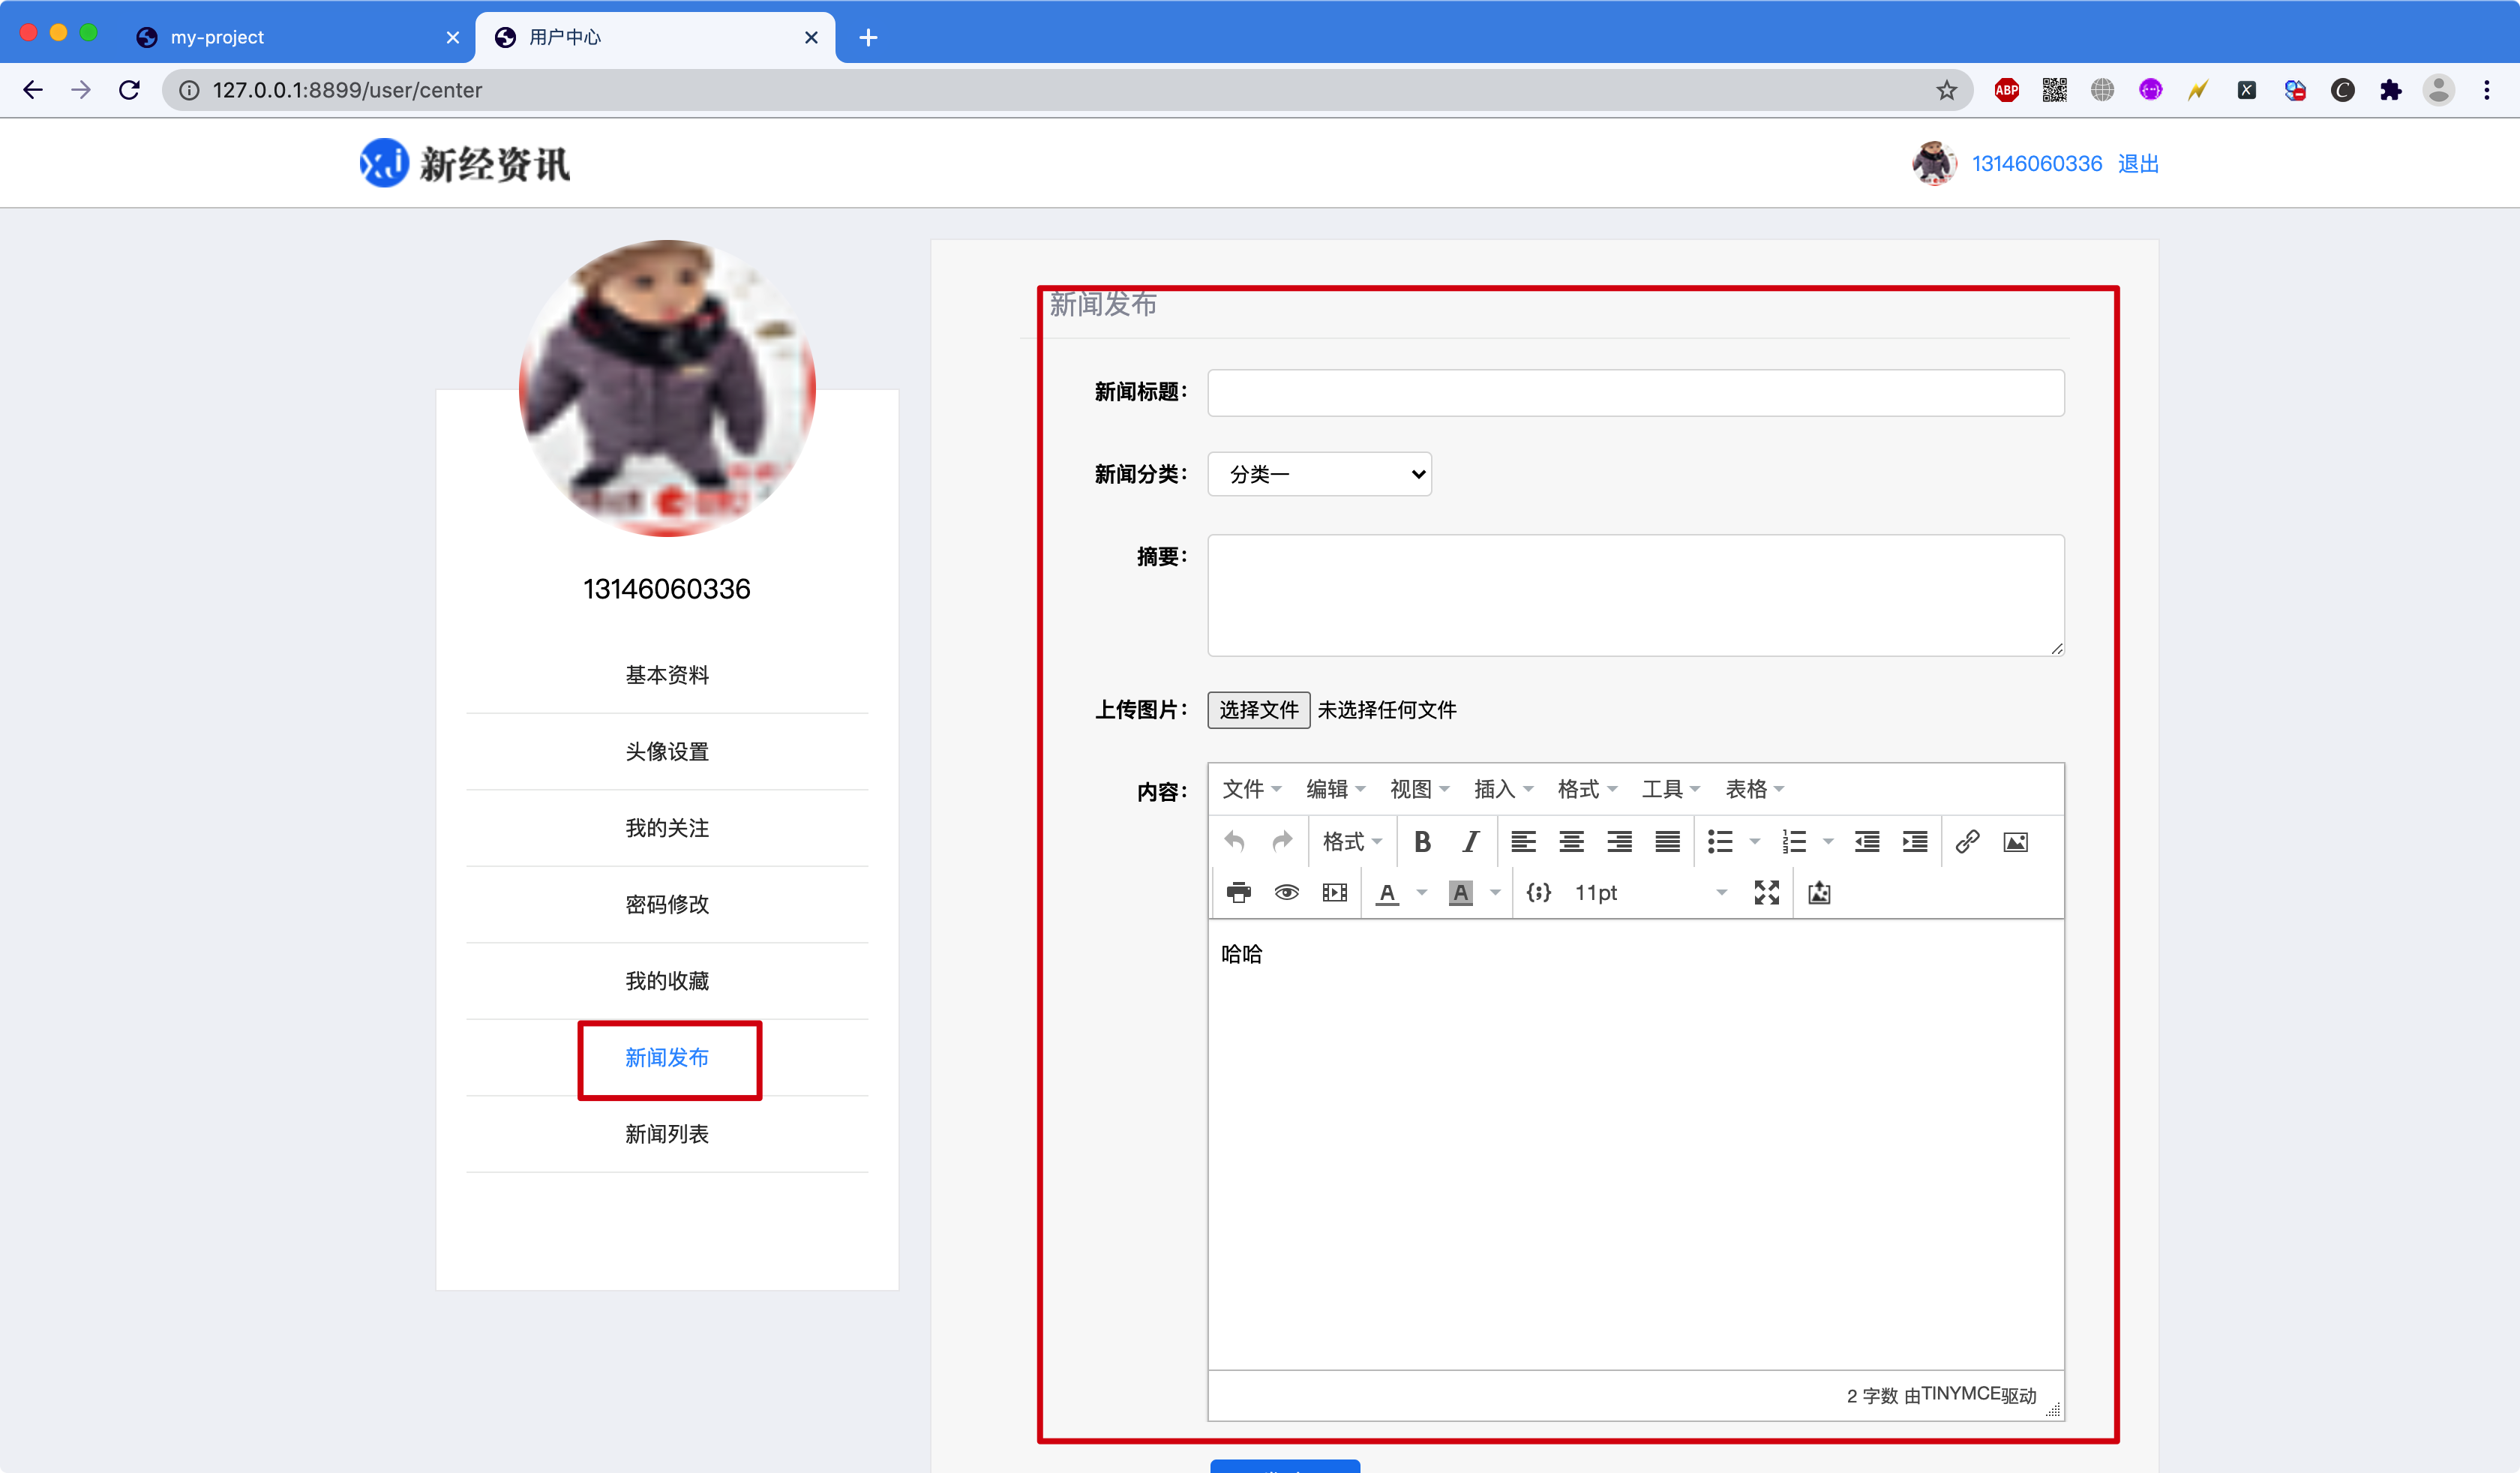 my-project
用户中心
127.0.0.1:8899/user/center
ABP
新经资讯
13146060336 退出
13146060336
基本资料
头像设置
我的关注
密码修改
我的收藏
新闻发布
新闻列表
新闻发布
新闻标题：
新闻分类： 分类一
摘要：
上传图片： 选择文件 未选择任何文件
内容：
文件 编辑 视图 插入 格式 工具 表格
格式 B I
A A 11pt
哈哈
2 字数 由TINYMCE驱动